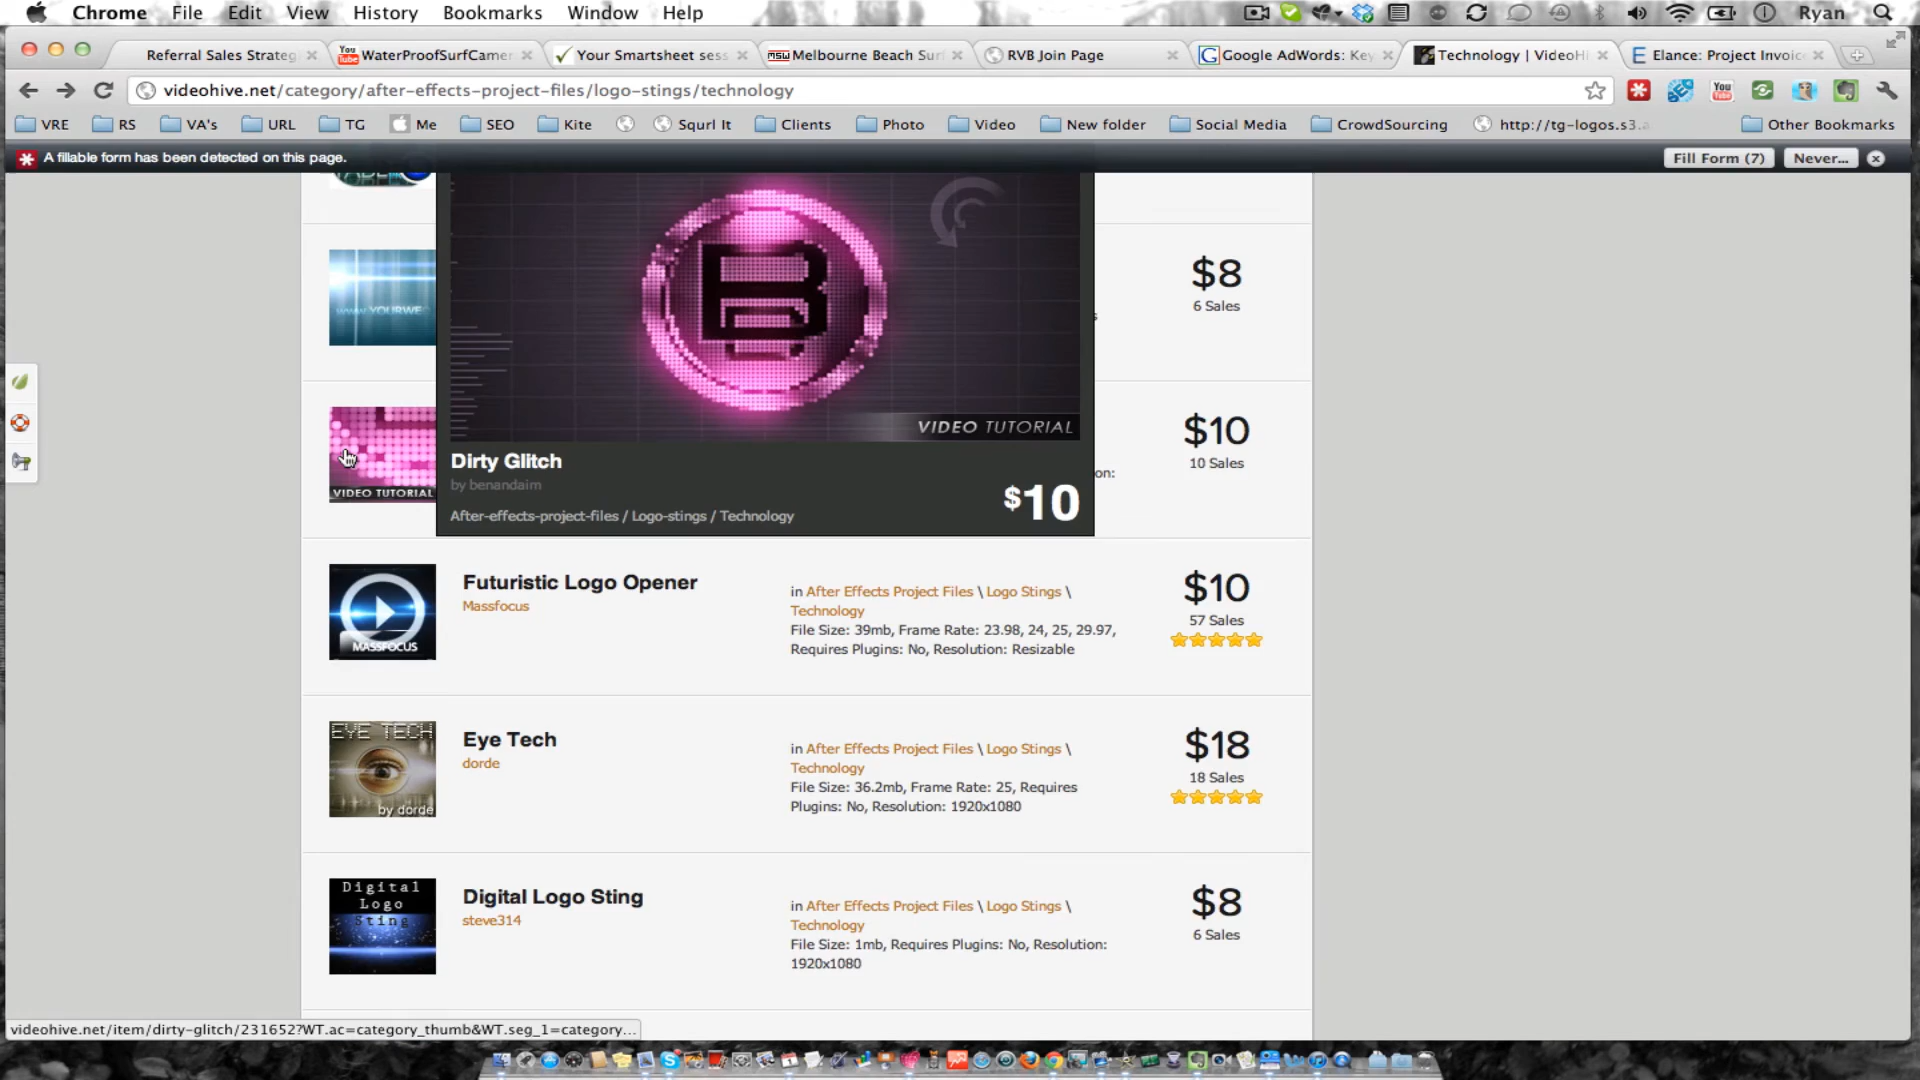 Chrome File Edit View History Bookmarks Window Help Ryan
Referral Sales Strateg WaterProofSurfCamer Your Smartsheet sess Melbourne Beach Sur RVB Join Page Google AdWords: Key Technology | VideoHi Elance: Project Invoic
videohive.net/category/after-effects-project-files/logo-stings/technology
VRE RS VA's URL TG Me SEO Kite Squrl It Clients Photo Video New folder Social Media CrowdSourcing http://tg-logos.s3.a Other Bookmarks
A fillable form has been detected on this page. Fill Form (7) Never...
$8
6 Sales
VIDEO TUTORIAL
VIDEO TUTORIAL
Dirty Glitch
by benandaim
$10
After-effects-project-files / Logo-stings / Technology
on:
$10
10 Sales
MASSFOCUS
Futuristic Logo Opener
Massfocus
in After Effects Project Files \ Logo Stings \
Technology
File Size: 39mb, Frame Rate: 23.98, 24, 25, 29.97,
Requires Plugins: No, Resolution: Resizable
$10
57 Sales
EYE TECH
by dorde
Eye Tech
dorde
in After Effects Project Files \ Logo Stings \
Technology
File Size: 36.2mb, Frame Rate: 25, Requires
Plugins: No, Resolution: 1920x1080
$18
18 Sales
Digital
Logo
Sting
Digital Logo Sting
steve314
in After Effects Project Files \ Logo Stings \
Technology
File Size: 1mb, Requires Plugins: No, Resolution:
1920x1080
$8
6 Sales
videohive.net/item/dirty-glitch/231652?WT.ac=category_thumb&WT.seg_1=category...